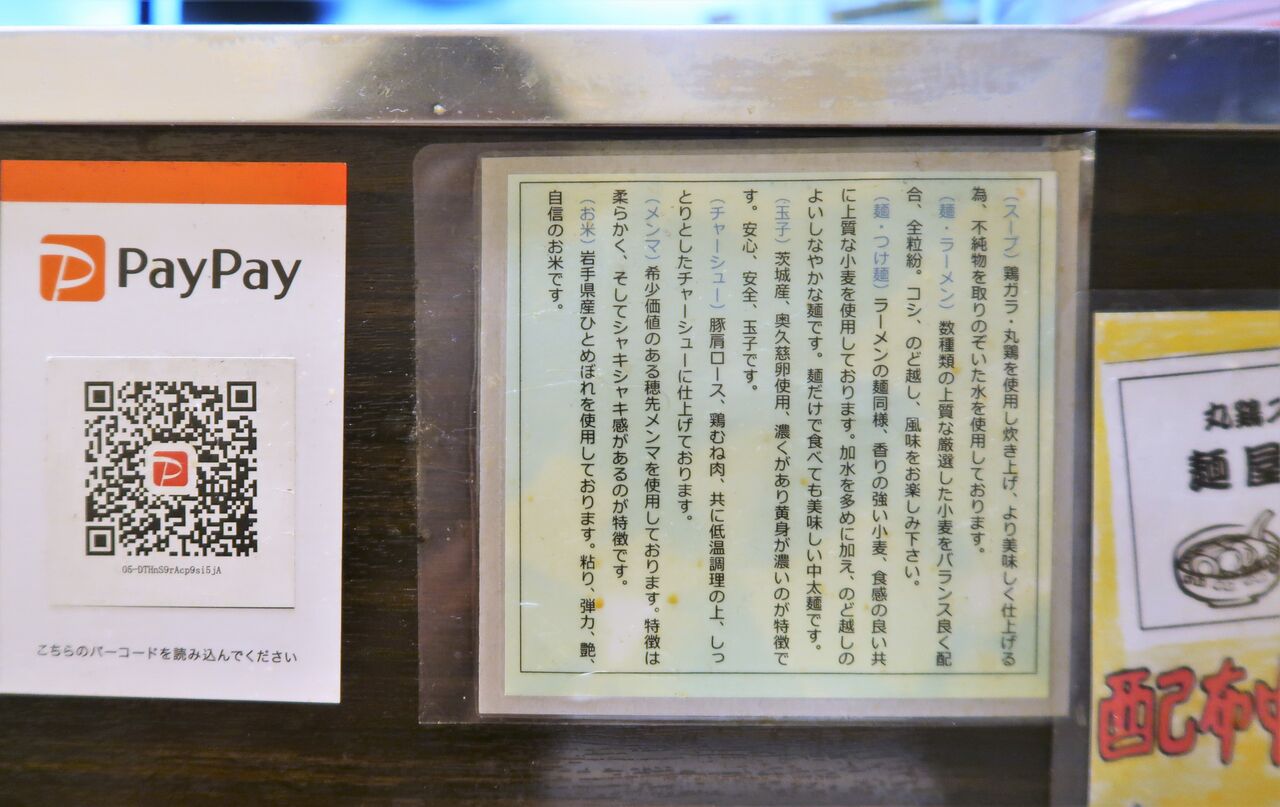 PayPay
G5-DTHnS9rAcp9si5jA
こちらのバーコードを読み込んでください
(スープ) 鶏ガラ・丸鶏を使用し炊き上げ、より美味しく仕上げる
為、不純物を取りのぞいた水を使用しております。
(麺・ラーメン) 数種類の上質な厳選した小麦をバランス良く配
合、全粒粉。コシ、のど越し、風味をお楽しみ下さい。
(麺・つけ麺) ラーメンの麺同様、香りの強い小麦、食感の良い共
に上質な小麦を使用しております。加水を多めに加え、のど越しの
よいしなやかな麺です。麺だけで食べても美味しい中太麺です。
(玉子) 茨城産、奥久慈卵使用、濃くがあり黄身が濃いのが特徴で
す。安心、安全、玉子です。
(チャーシュー) 豚肩ロース、鶏むね肉、共に低温調理の上、しっ
とりとしたチャーシューに仕上げております。
(メンマ) 希少価値のある穂先メンマを使用しております。特徴は
柔らかく、そしてシャキシャキ感があるのが特徴です。
(お米) 岩手県産ひとめぼれを使用しております。粘り、弾力、艶、
自信のお米です。
丸鶏
麺屋
配布中